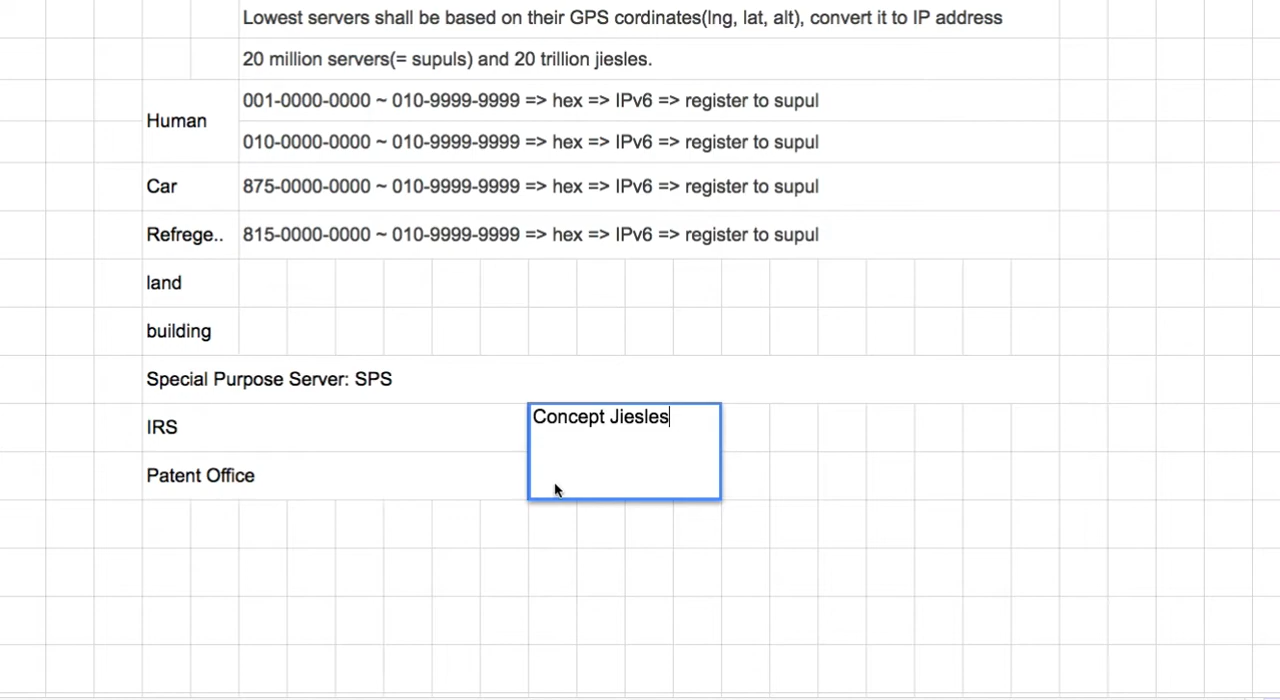 Lowest servers shall be based on their GPS cordinates(lng, lat, alt), convert it to IP address
20 million servers(= supuls) and 20 trillion jiesles.
Human
001-0000-0000 ~ 010-9999-9999 => hex => IPv6 => register to supul
010-0000-0000 ~ 010-9999-9999 => hex => IPv6 => register to supul
Car 875-0000-0000 ~ 010-9999-9999 => hex => IPv6 => register to supul
Refrege.. 815-0000-0000 ~ 010-9999-9999 => hex => IPv6 => register to supul
land
building
Special Purpose Server: SPS
Concept Jiesles
IRS
Patent Office